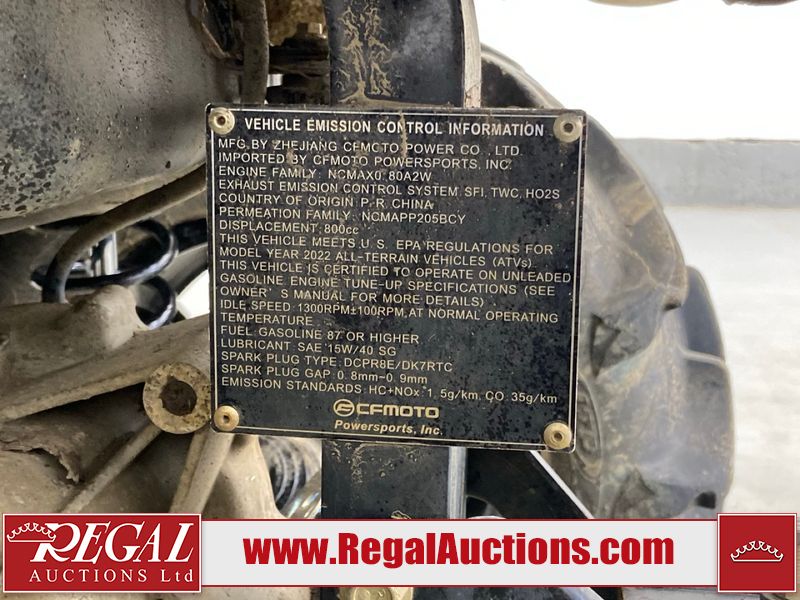 VEHICLE EMISSION CONTROL INFORMATION
MFG.BY ZHEJIANG CFMOTO POWER CO., LTD.
IMPORTED BY CFMOTO POWERSPORTS, INC.
ENGINE FAMILY: NCMAX0.80A2W
EXHAUST EMISSION CONTROL SYSTEM: SFI, TWC, HO2S
COUNTRY OF ORIGIN: P.R.CHINA
PERMEATION FAMILY: NCMAPP205BCY
DISPLACEMENT: 800cc
THIS VEHICLE MEETS U.S. EPA REGULATIONS FOR
MODEL YEAR 2022 ALL-TERRAIN VEHICLES (ATVs)
THIS VEHICLE IS CERTIFIED TO OPERATE ON UNLEADED
GASOLINE ENGINE TUNE-UP SPECIFICATIONS (SEE
OWNER' S MANUAL FOR MORE DETAILS)
IDLE SPEED: 1300RPM±100RPM, AT NORMAL OPERATING
TEMPERATURE
FUEL: GASOLINE 87 OR HIGHER
LUBRICANT: SAE 15W/40 SG
SPARK PLUG TYPE: DCPR8E/DK7RTC
SPARK PLUG GAP: 0.8mm-0.9mm
EMISSION STANDARDS: HC+NOx: 1.5g/km, CO: 35g/km
CFMOTO
Powersports, Inc.
REGAL
AUCTIONS Ltd
www.RegalAuctions.com